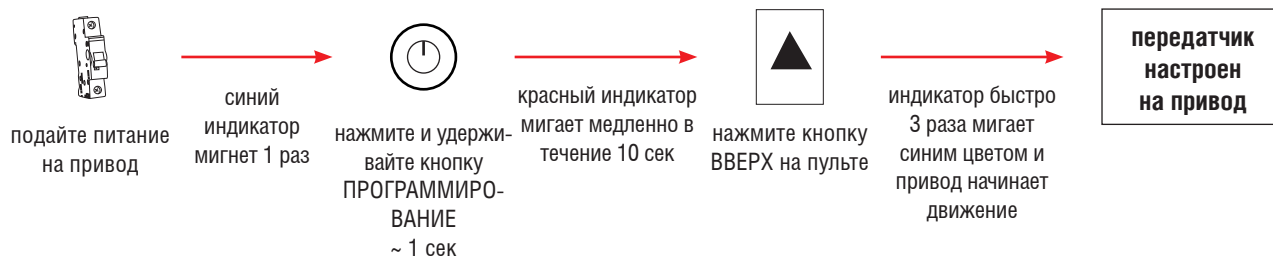 подайте питание
на привод
синий
индикатор
мигнет 1 раз
нажмите и удержи-
вайте кнопку
ПРОГРАММИРО-
ВАНИЕ
~ 1 сек
красный индикатор
мигает медленно в
течение 10 сек
нажмите кнопку
ВВЕРХ на пульте
индикатор быстро
3 раза мигает
синим цветом и
привод начинает
движение
передатчик
настроен
на привод